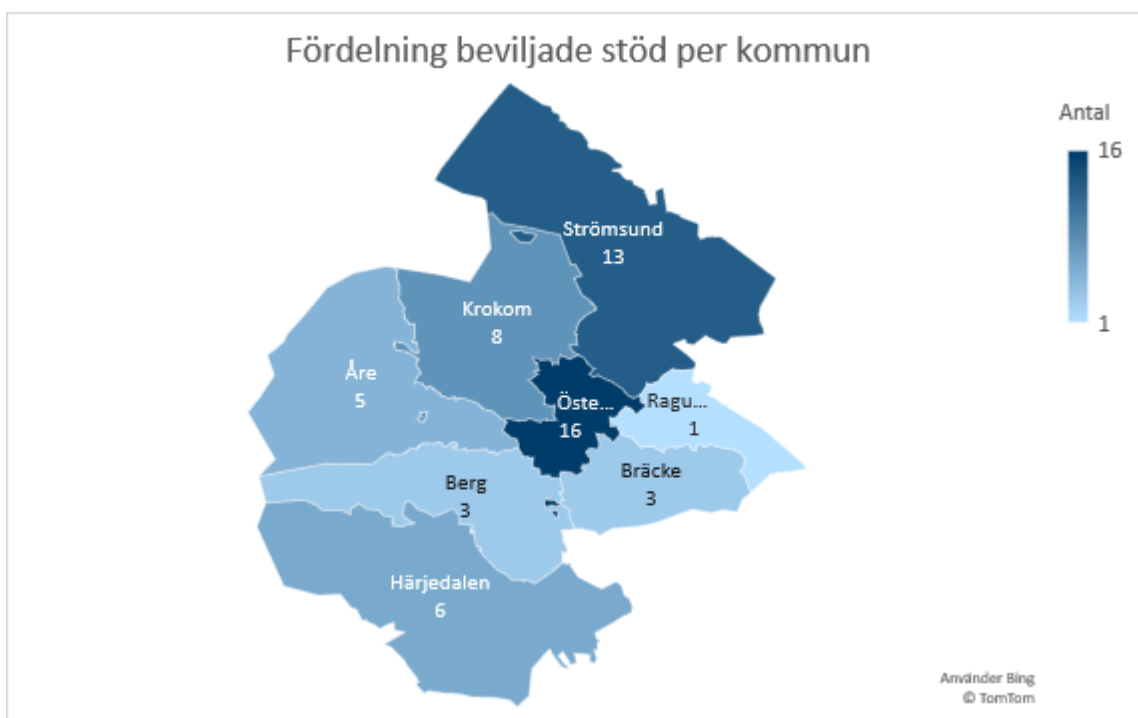 Fördelning beviljade stöd per kommun
Antal
16
1
Strömsund
13
Krokom
8
Åre
5
Öste...
16
Ragu...
1
Bräcke
3
Berg
3
Härjedalen
6
Använder Bing
© TomTom